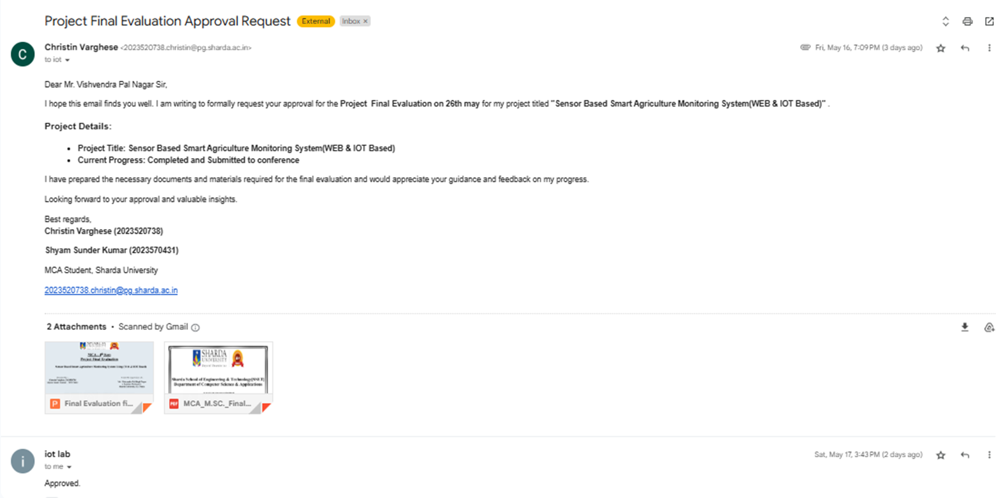 Project Final Evaluation Approval Request External Inbox ×
C
Christin Varghese <2023520738.christin@pg.sharda.ac.in> Fri, May 16, 7:09 PM (3 days ago)
to iot
Dear Mr. Vishvendra Pal Nagar Sir,
I hope this email finds you well. I am writing to formally request your approval for the Project Final Evaluation on 26th may for my project titled "Sensor Based Smart Agriculture Monitoring System(WEB & IOT Based)" .
Project Details:
• Project Title: Sensor Based Smart Agriculture Monitoring System(WEB & IOT Based)
• Current Progress: Completed and Submitted to conference
I have prepared the necessary documents and materials required for the final evaluation and would appreciate your guidance and feedback on my progress.
Looking forward to your approval and valuable insights.
Best regards,
Christin Varghese (2023520738)
Shyam Sunder Kumar (2023570431)
MCA Student, Sharda University
2023520738.christin@pg.sharda.ac.in
2 Attachments • Scanned by Gmail
Project Final Evaluation
SHARDA
UNIVERSITY
Sharda School of Engineering & Technology(SSET)
Department of Computer Science & Applications
P Final Evaluation fi...
PDF MCA_M.SC._Final...
i
iot lab Sat, May 17, 3:43 PM (2 days ago)
to me
Approved.